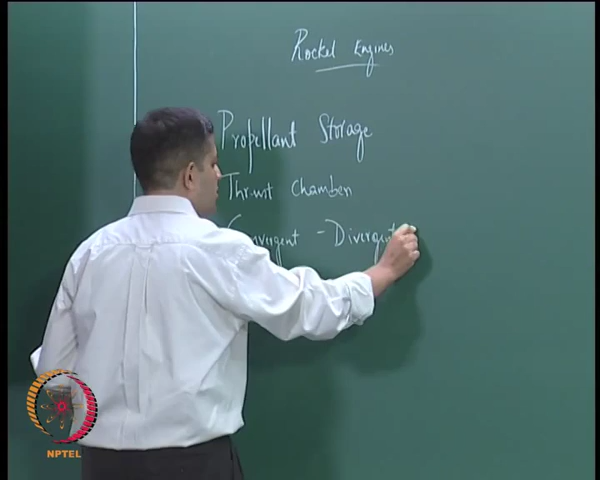 Rocket Engines
Propellant Storage
Thrust Chamber
Convergent - Divergent
NPTEL